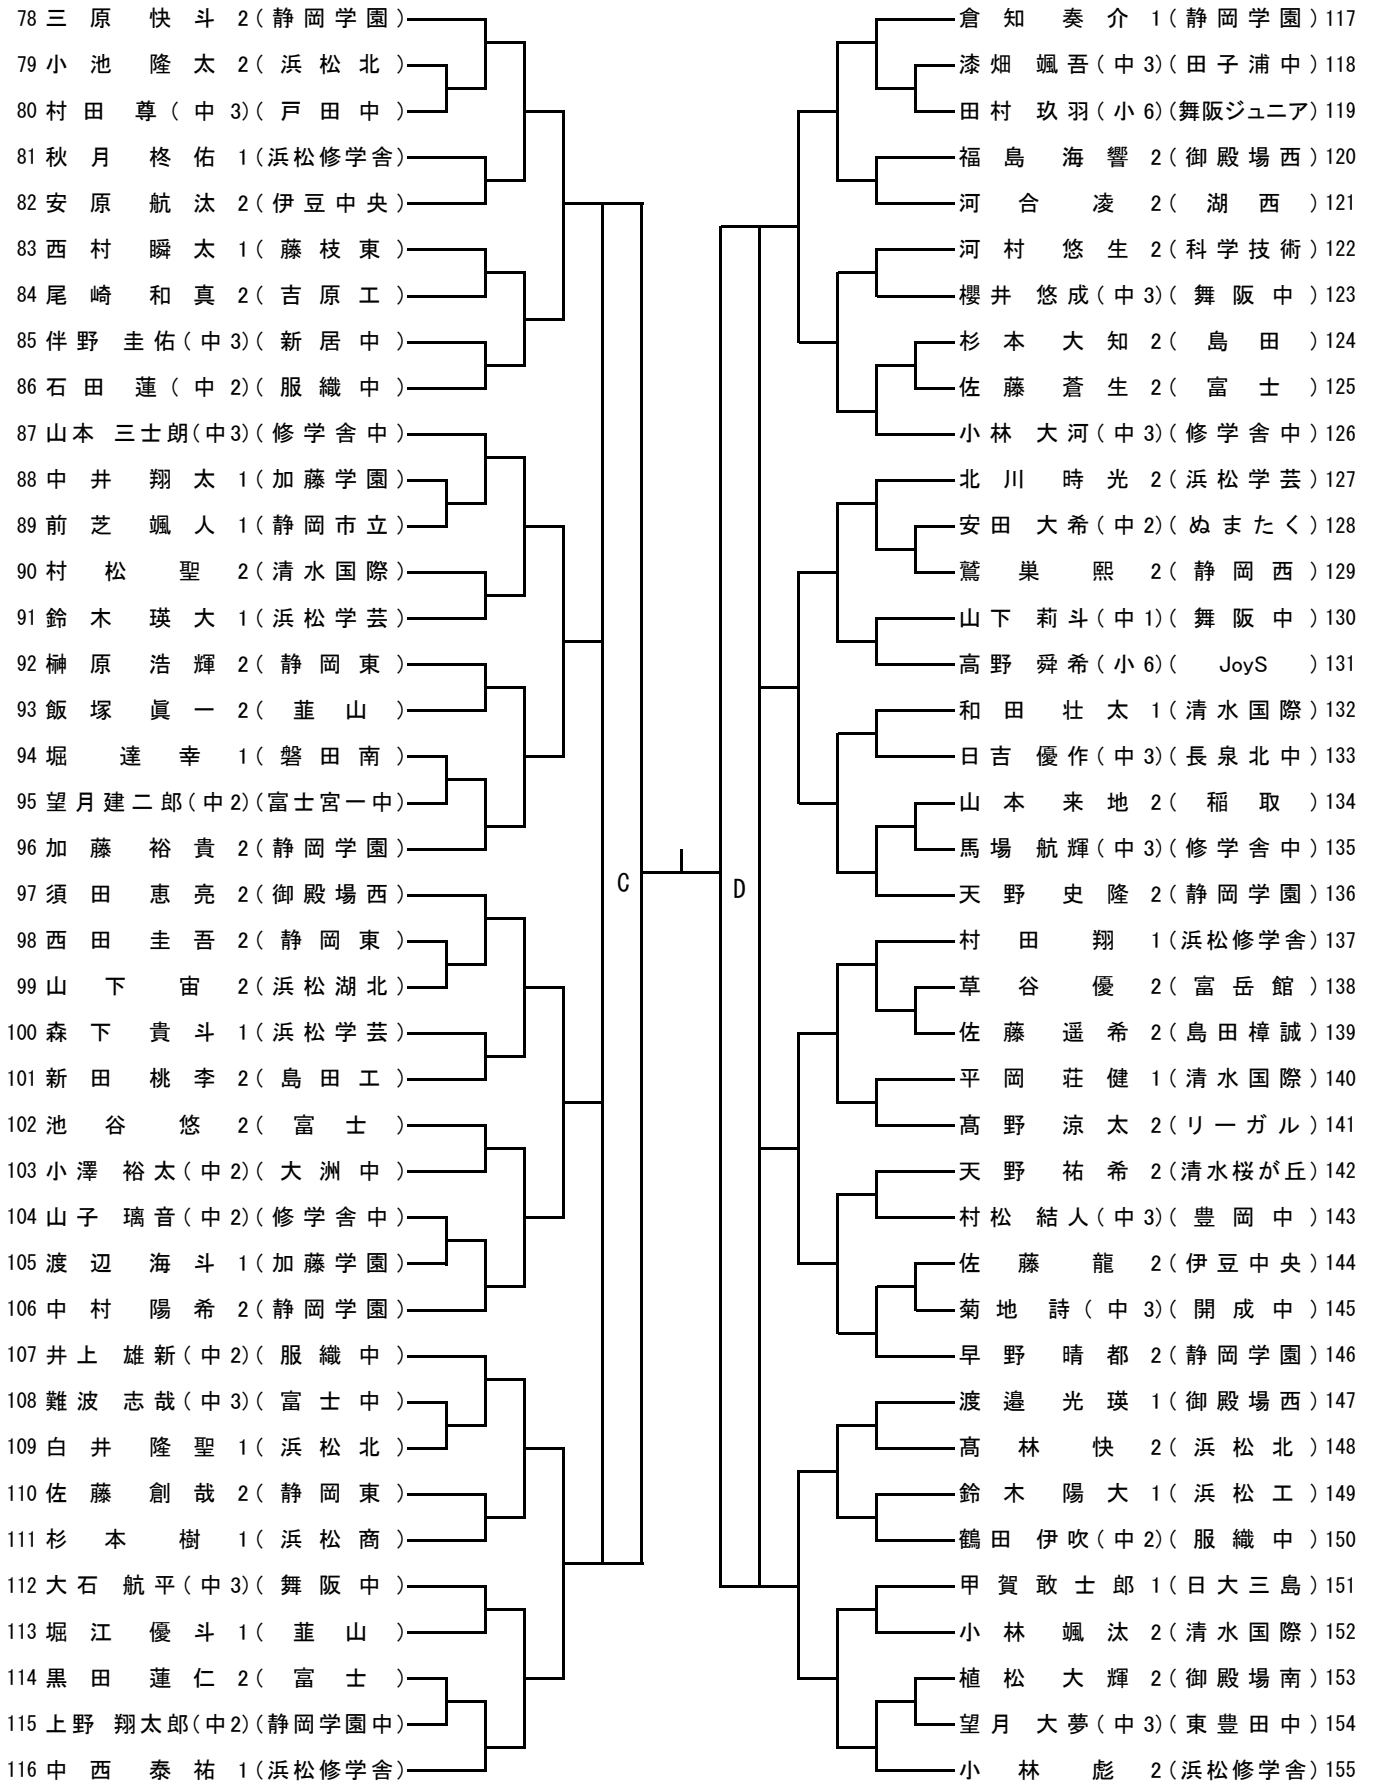 78 三原 快斗 2(静岡学園)
79 小池 隆太 2(浜松北)
80 村田 尊(中3)(戸田中)
81 秋月 柊佑 1(浜松修学舎)
82 安原 航汰 2(伊豆中央)
83 西村 瞬太 1(藤枝東)
84 尾崎 和真 2(吉原工)
85 伴野 圭佑(中3)(新居中)
86 石田 蓮(中2)(服織中)
87 山本 三士朗(中3)(修学舎中)
88 中井 翔太 1(加藤学園)
89 前芝 颯人 1(静岡市立)
90 村松 聖 2(清水国際)
91 鈴木 瑛大 1(浜松学芸)
92 榊原 浩輝 2(静岡東)
93 飯塚 眞一 2(韮山)
94 堀 達幸 1(磐田南)
95 望月建二郎(中2)(富士宮一中)
96 加藤 裕貴 2(静岡学園)
97 須田 恵亮 2(御殿場西)
98 西田 圭吾 2(静岡東)
99 山下 宙 2(浜松湖北)
100 森下 貴斗 1(浜松学芸)
101 新田 桃李 2(島田工)
102 池谷 悠 2(富士)
103 小澤 裕太(中2)(大洲中)
104 山子 璃音(中2)(修学舎中)
105 渡辺 海斗 1(加藤学園)
106 中村 陽希 2(静岡学園)
107 井上 雄新(中2)(服織中)
108 難波 志哉(中3)(富士中)
109 白井 隆聖 1(浜松北)
110 佐藤 創哉 2(静岡東)
111 杉本 樹 1(浜松商)
112 大石 航平(中3)(舞阪中)
113 堀江 優斗 1(韮山)
114 黒田 蓮仁 2(富士)
115 上野 翔太郎(中2)(静岡学園中)
116 中西 泰祐 1(浜松修学舎)
C
D
倉知 奏介 1(静岡学園)117
漆畑 颯吾(中3)(田子浦中)118
田村 玖羽(小6)(舞阪ジュニア)119
福島 海響 2(御殿場西)120
河合 凌 2(湖西)121
河村 悠生 2(科学技術)122
櫻井 悠成(中3)(舞阪中)123
杉本 大知 2(島田)124
佐藤 蒼生 2(富士)125
小林 大河(中3)(修学舎中)126
北川 時光 2(浜松学芸)127
安田 大希(中2)(ぬまたく)128
鷲巣 熙 2(静岡西)129
山下 莉斗(中1)(舞阪中)130
高野 舜希(小6)(JoyS)131
和田 壮太 1(清水国際)132
日吉 優作(中3)(長泉北中)133
山本 来地 2(稲取)134
馬場 航輝(中3)(修学舎中)135
天野 史隆 2(静岡学園)136
村田 翔 1(浜松修学舎)137
草谷 優 2(富岳館)138
佐藤 遥希 2(島田樟誠)139
平岡 荘健 1(清水国際)140
髙野 涼太 2(リーガル)141
天野 祐希 2(清水桜が丘)142
村松 結人(中3)(豊岡中)143
佐藤 龍 2(伊豆中央)144
菊地 詩(中3)(開成中)145
早野 晴都 2(静岡学園)146
渡邉 光瑛 1(御殿場西)147
髙林 快 2(浜松北)148
鈴木 陽大 1(浜松工)149
鶴田 伊吹(中2)(服織中)150
甲賀敢士郎 1(日大三島)151
小林 颯汰 2(清水国際)152
植松 大輝 2(御殿場南)153
望月 大夢(中3)(東豊田中)154
小林 彪 2(浜松修学舎)155